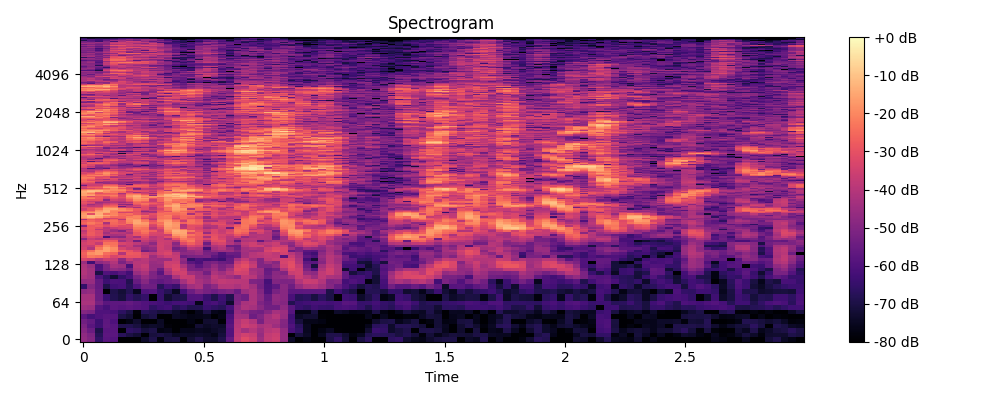 Spectrogram
Hz
4096
2048
1024
512
256
128
64
0
0
0.5
1
1.5
2
2.5
Time
+0 dB
-10 dB
-20 dB
-30 dB
-40 dB
-50 dB
-60 dB
-70 dB
-80 dB